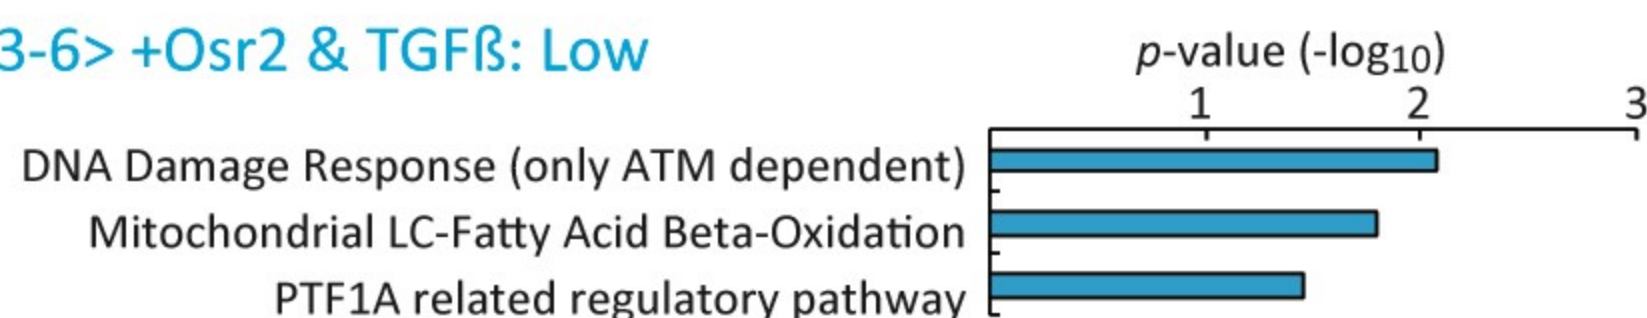 3-6> +Osr2 & TGFß: Low
p-value (-log10)
1 2 3
DNA Damage Response (only ATM dependent)
Mitochondrial LC-Fatty Acid Beta-Oxidation
PTF1A related regulatory pathway